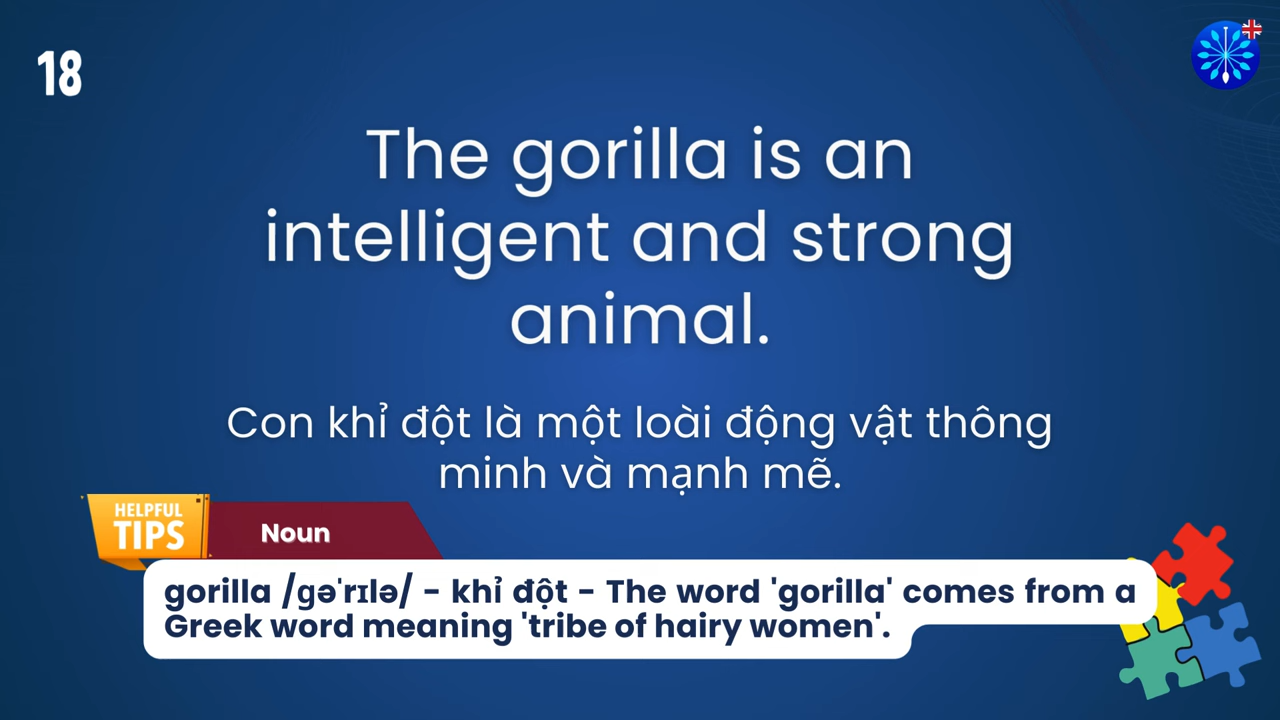 18
The gorilla is an
intelligent and strong
animal.
Con khỉ đột là một loài động vật thông
minh và mạnh mẽ.
HELPFUL
TIPS
Noun
gorilla /ɡəˈrɪlə/ - khỉ đột - The word 'gorilla' comes from a
Greek word meaning 'tribe of hairy women'.